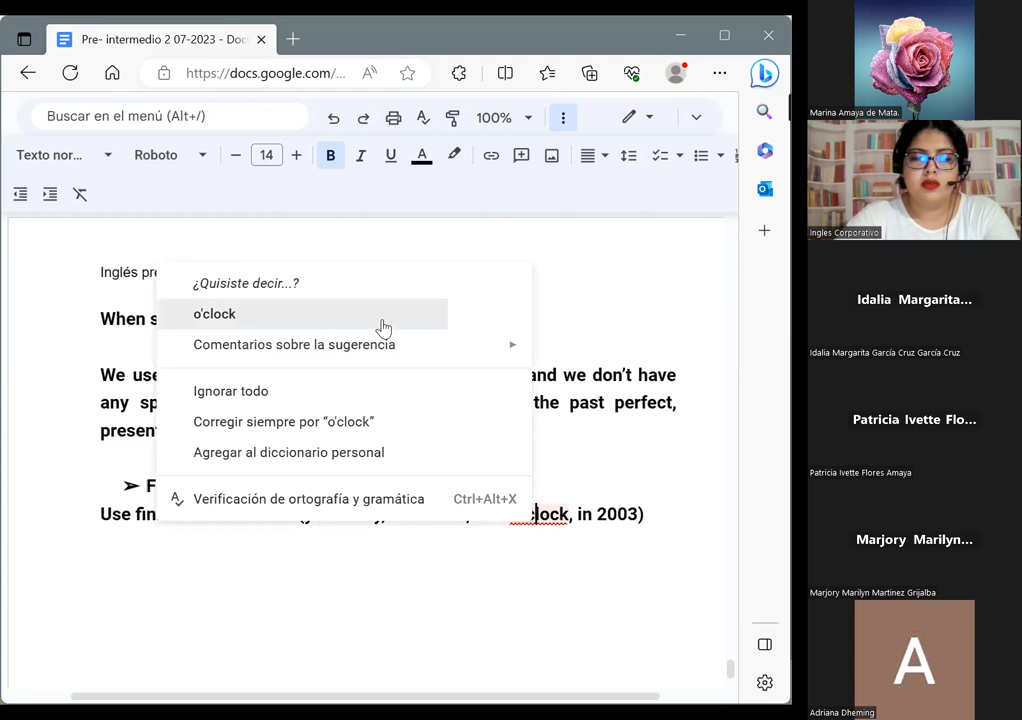 Pre- intermedio 2 07-2023 - Doc
https://docs.google.com/...
Buscar en el menú (Alt+/)
100%
Texto nor...
Roboto
14
B
I
U
A
Inglés pre
¿Quisiste decir...?
o'clock
When s
Comentarios sobre la sugerencia
We use
and we don't have
Ignorar todo
any sp
the past perfect,
Corregir siempre por “o'clock”
present
Agregar al diccionario personal
➢ F
Verificación de ortografía y gramática Ctrl+Alt+X
Use fin
clock, in 2003)
Marina Amaya de Mata.
Ingles Corporativo
Idalia Margarita...
Idalia Margarita García Cruz García Cruz
Patricia Ivette Flo...
Patricia Ivette Flores Amaya
Marjory Marilyn...
Marjory Marilyn Martinez Grijalba
A
Adriana Dheming